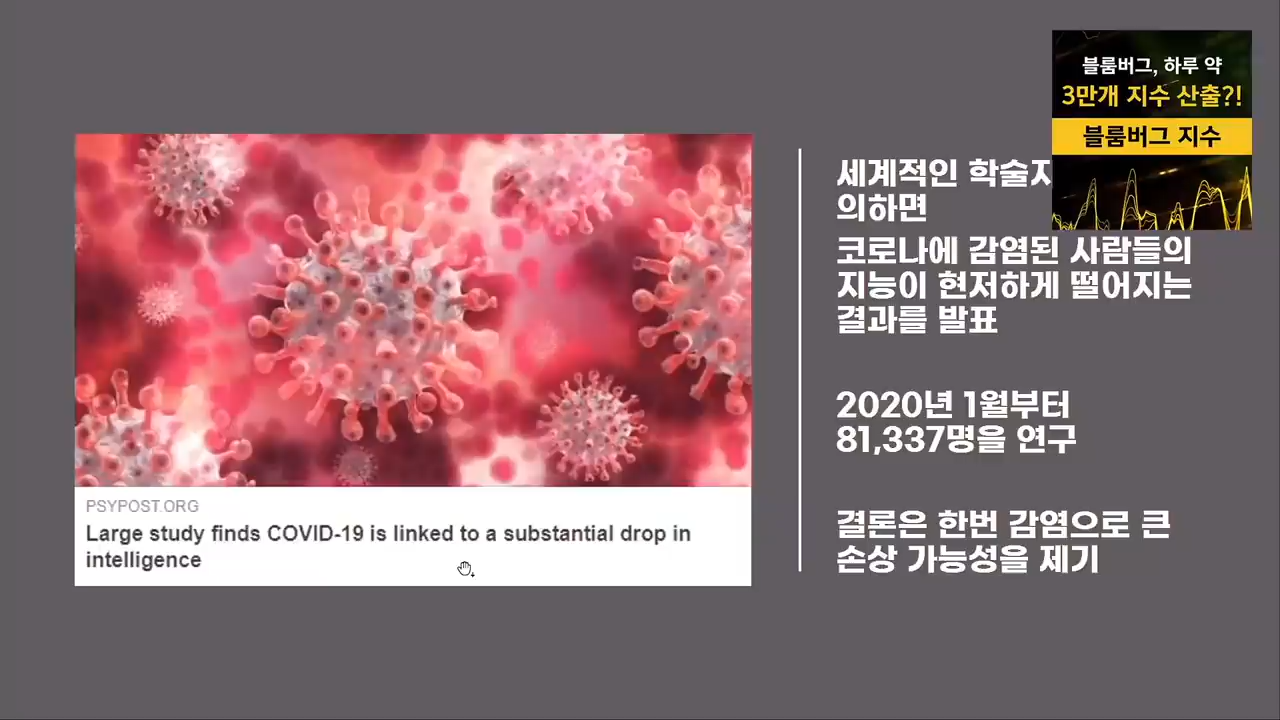 블룸버그, 하루 약
3만개 지수 산출?!
블룸버그 지수
세계적인 학술지
의하면
코로나에 감염된 사람들의
지능이 현저하게 떨어지는
결과를 발표
2020년 1월부터
81,337명을 연구
결론은 한번 감염으로 큰
손상 가능성을 제기
PSYPOST.ORG
Large study finds COVID-19 is linked to a substantial drop in
intelligence